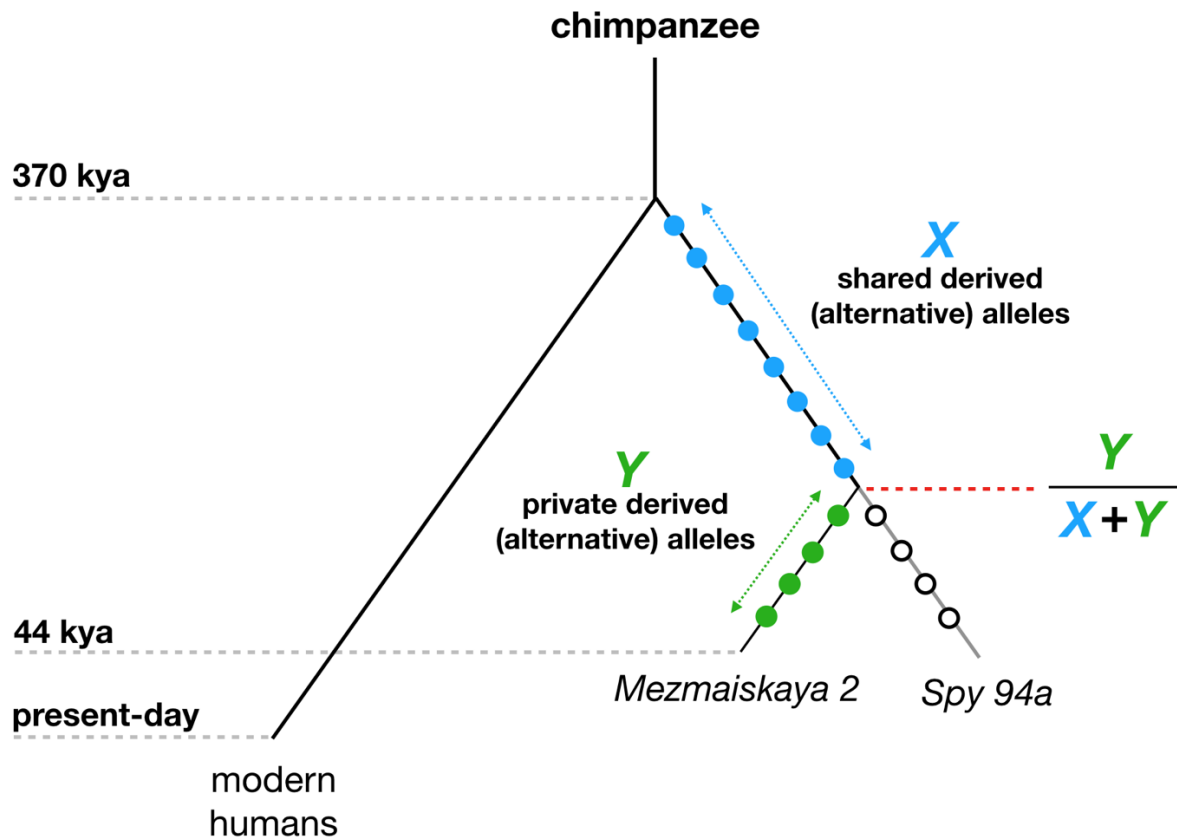 chimpanzee
370 kya
X
shared derived
(alternative) alleles
Y
private derived
(alternative) alleles
Y
X + Y
44 kya
Mezmaiskaya 2
Spy 94a
present-day
modern
humans